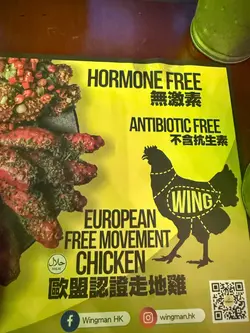 HORMONE FREE
無激素
ANTIBIOTIC FREE
不含抗生素
WING
EUROPEAN
FREE MOVEMENT
CHICKEN
歐盟認證走地雞
حلال
Wingman HK
wingman.hk